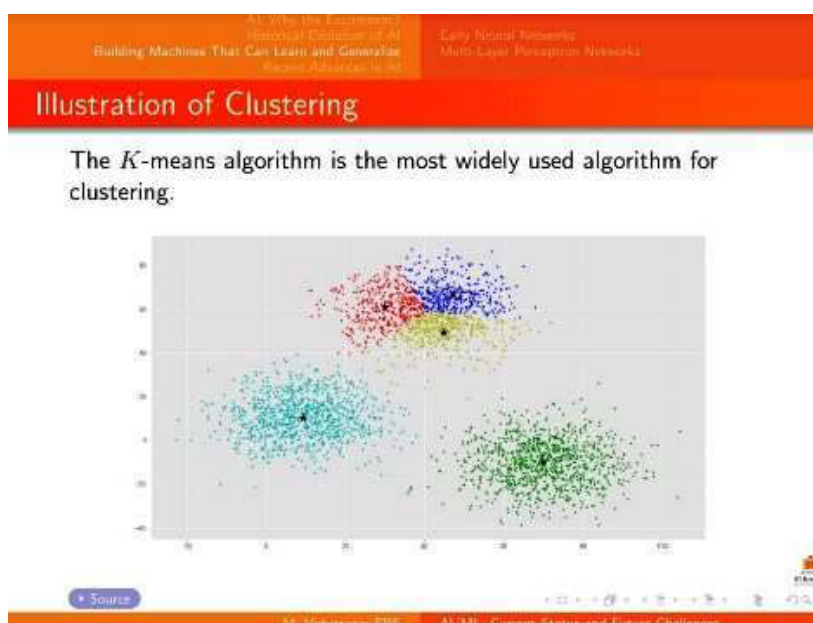 AI: Why the Excitement?
Historical Evolution of AI
Building Machines That Can Learn and Generalize
Recent Advances in AI
Early Neural Networks
Multi-Layer Perceptron Networks
Illustration of Clustering
The K-means algorithm is the most widely used algorithm for
clustering.
Source